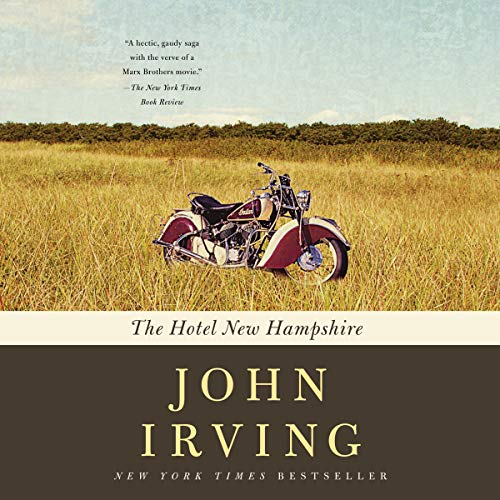 “A hectic, gaudy saga
with the verve of a
Marx Brothers movie.”
—The New York Times
Book Review
Indian
The Hotel New Hampshire
JOHN
IRVING
NEW YORK TIMES BESTSELLER